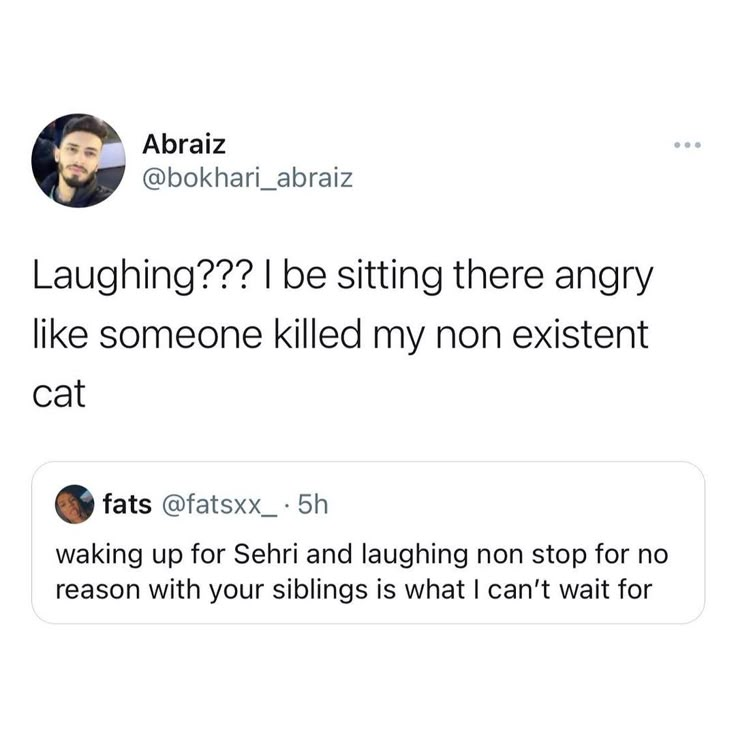 Abraiz
@bokhari_abraiz
Laughing??? I be sitting there angry
like someone killed my non existent
cat
fats @fatsxx_ · 5h
waking up for Sehri and laughing non stop for no
reason with your siblings is what I can't wait for